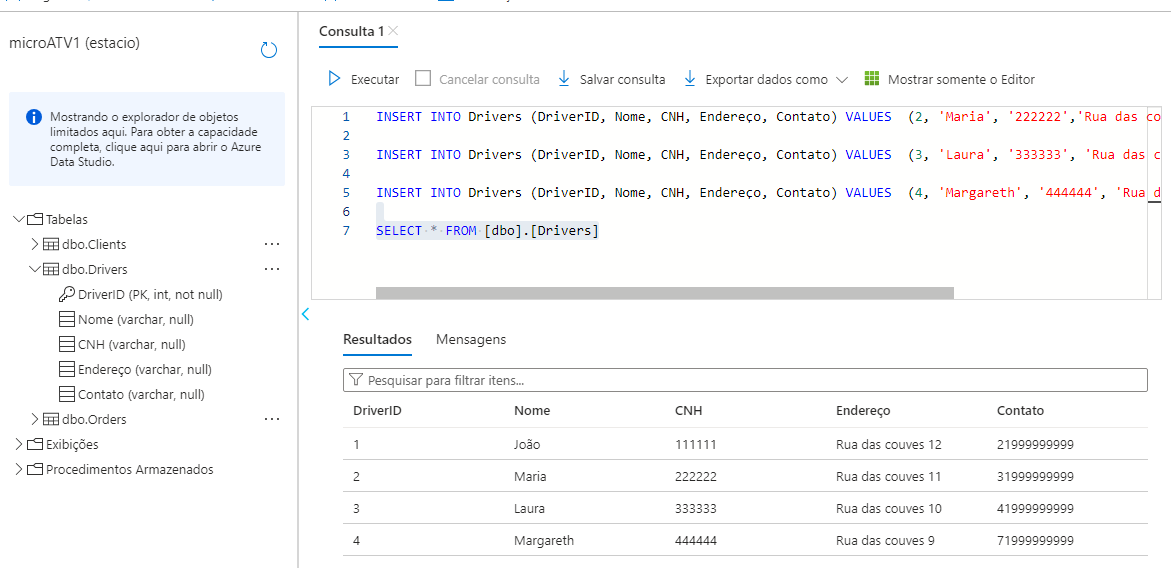 microATV1 (estacio)
Mostrando o explorador de objetos
limitados aqui. Para obter a capacidade
completa, clique aqui para abrir o Azure
Data Studio.
Tabelas
dbo.Clients ...
dbo.Drivers ...
DriverID (PK, int, not null)
Nome (varchar, null)
CNH (varchar, null)
Endereço (varchar, null)
Contato (varchar, null)
dbo.Orders ...
Exibições
Procedimentos Armazenados
Consulta 1
Executar Cancelar consulta Salvar consulta Exportar dados como Mostrar somente o Editor
1 INSERT INTO Drivers (DriverID, Nome, CNH, Endereço, Contato) VALUES (2, 'Maria', '222222','Rua das co
2
3 INSERT INTO Drivers (DriverID, Nome, CNH, Endereço, Contato) VALUES (3, 'Laura', '333333', 'Rua das c
4
5 INSERT INTO Drivers (DriverID, Nome, CNH, Endereço, Contato) VALUES (4, 'Margareth', '444444', 'Rua d
6
7 SELECT * FROM [dbo].[Drivers]
Resultados Mensagens
Pesquisar para filtrar itens...
DriverID Nome CNH Endereço Contato
1 João 111111 Rua das couves 12 21999999999
2 Maria 222222 Rua das couves 11 31999999999
3 Laura 333333 Rua das couves 10 41999999999
4 Margareth 444444 Rua das couves 9 71999999999